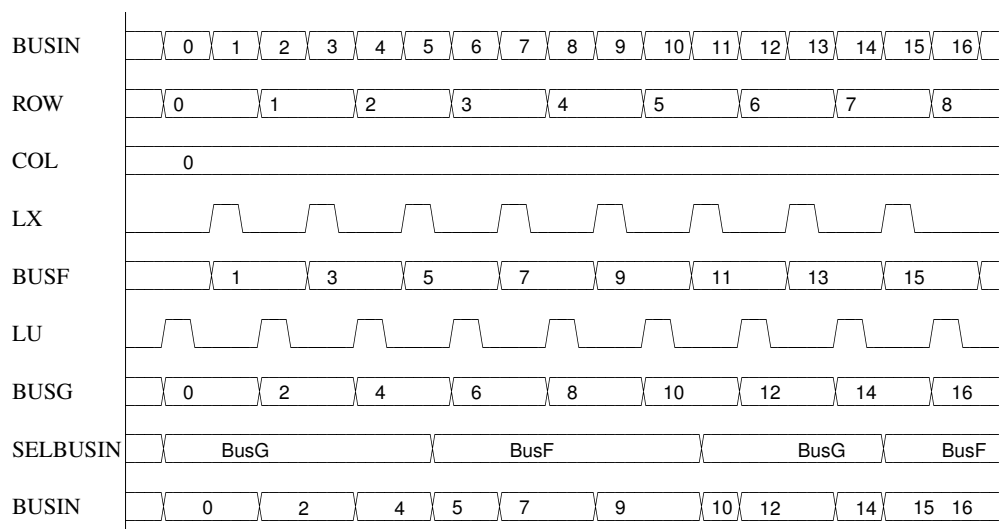 BUSIN 0 1 2 3 4 5 6 7 8 9 10 11 12 13 14 15 16
ROW 0 1 2 3 4 5 6 7 8
COL 0
LX
BUSF 1 3 5 7 9 11 13 15
LU
BUSG 0 2 4 6 8 10 12 14 16
SELBUSIN BusG BusF BusG BusF
BUSIN 0 2 4 5 7 9 10 12 14 15 16